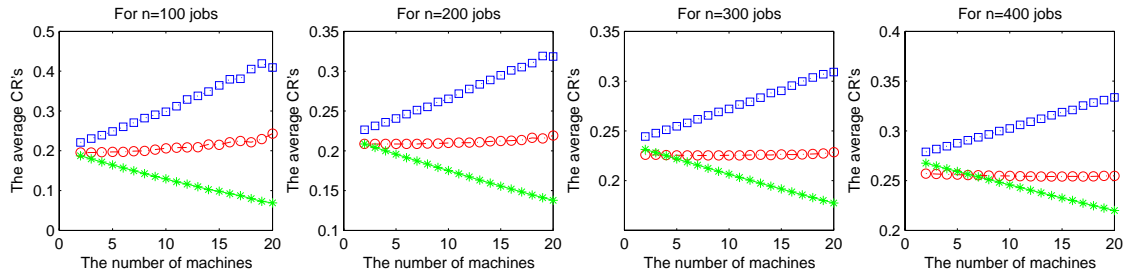 For n=100 jobs
The average CR's
0.5
0.4
0.3
0.2
0.1
0
0 5 10 15 20
The number of machines
For n=200 jobs
The average CR's
0.35
0.3
0.25
0.2
0.15
0.1
0 5 10 15 20
The number of machines
For n=300 jobs
The average CR's
0.35
0.3
0.25
0.2
0 5 10 15 20
The number of machines
For n=400 jobs
The average CR's
0.4
0.35
0.3
0.25
0.2
0 5 10 15 20
The number of machines